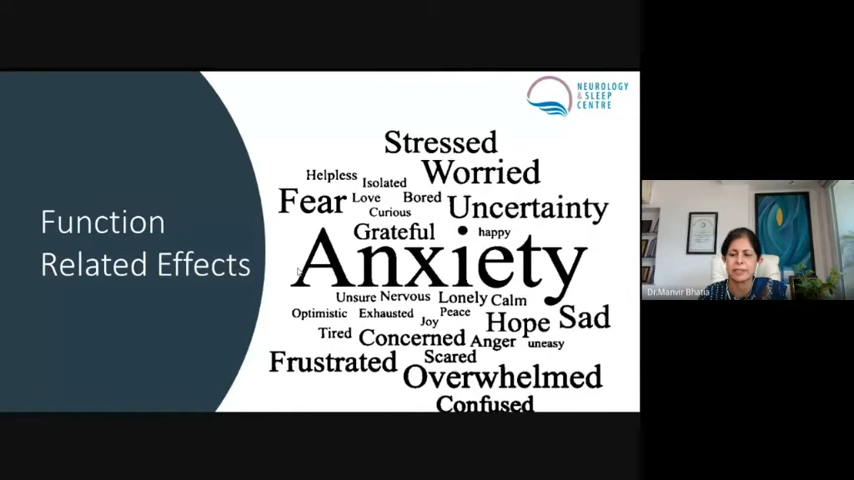 NEUROLOGY
& SLEEP
CENTRE
Function
Related Effects
Stressed
Helpless Isolated Worried
Fear Love Bored Uncertainty
Curious
Grateful happy
Anxiety
Unsure Nervous Lonely Calm
Optimistic Exhausted Joy Peace Hope Sad
Tired Concerned Anger uneasy
Frustrated Scared
Overwhelmed
Confused
Dr.Manvir Bhatia